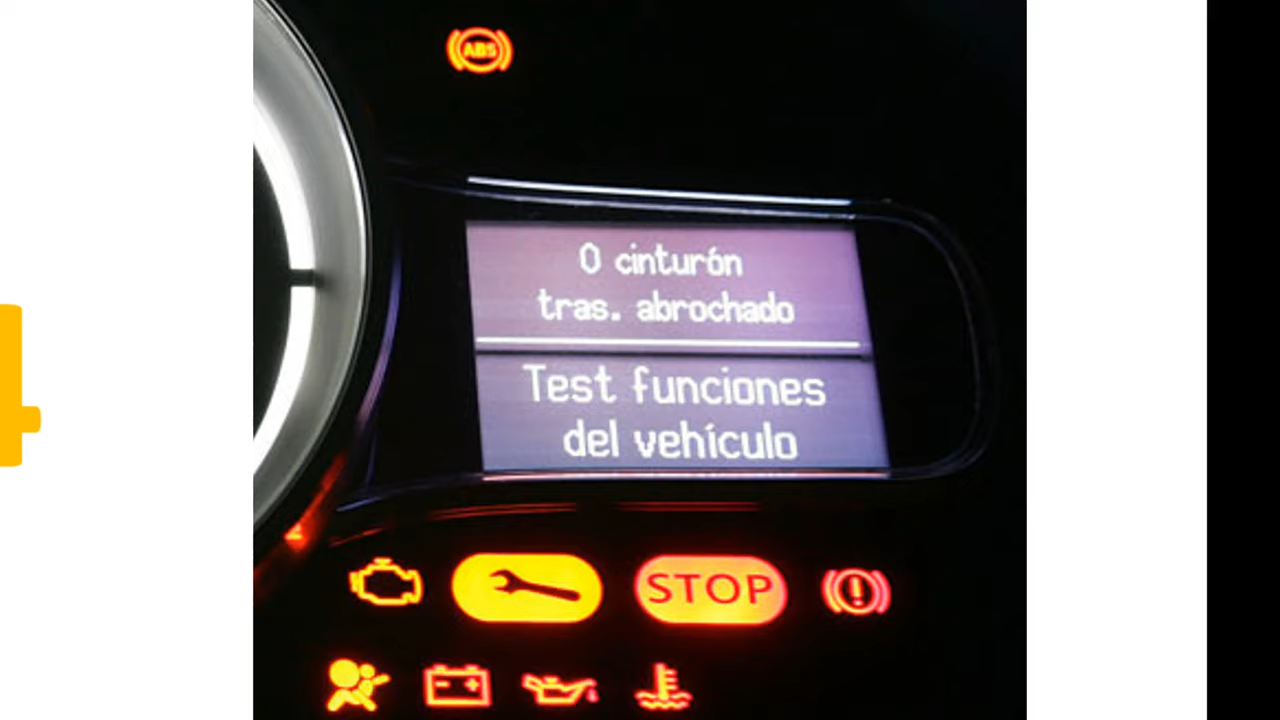 ABS
0 cinturón
tras. abrochado
Test funciones
del vehículo
STOP